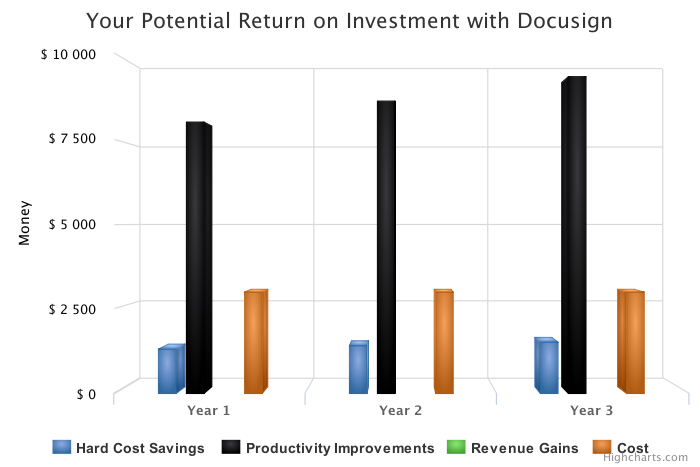 Your Potential Return on Investment with Docusign
$ 10 000
$ 7 500
$ 5 000
$ 2 500
$ 0
Money
Year 1
Year 2
Year 3
Hard Cost Savings
Productivity Improvements
Revenue Gains
Cost
Highcharts.com